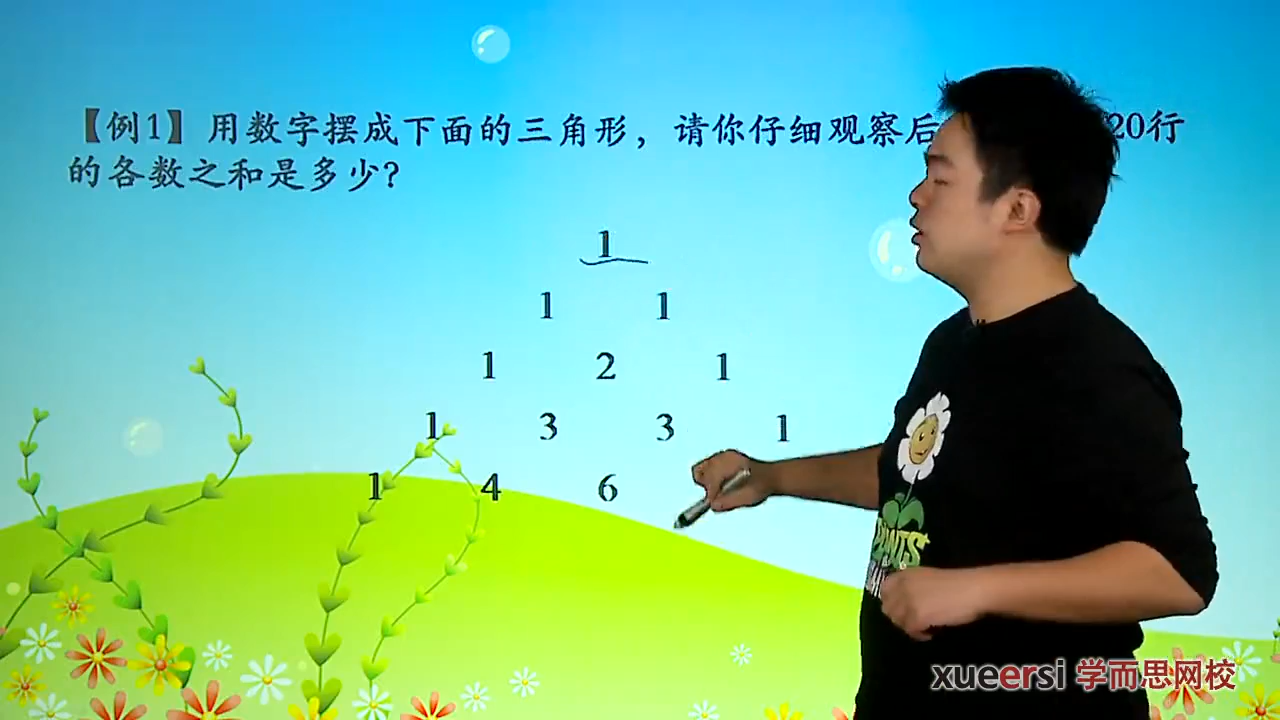 【例1】用数字摆成下面的三角形，请你仔细观察后 20行
的各数之和是多少？
1
1 1
1 2 1
1 3 3 1
1 4 6
xueersi 学而思网校